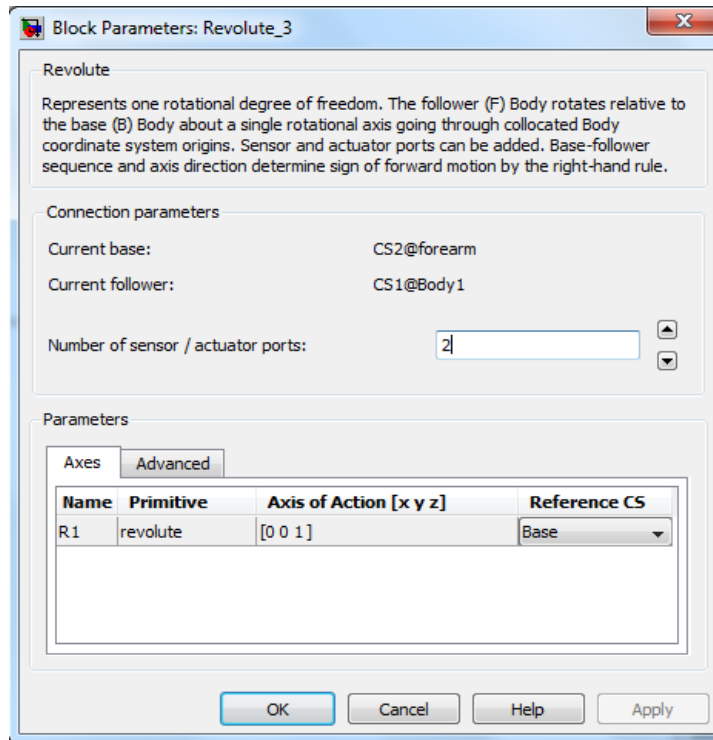 Block Parameters: Revolute_3
Revolute
Represents one rotational degree of freedom. The follower (F) Body rotates relative to
the base (B) Body about a single rotational axis going through collocated Body
coordinate system origins. Sensor and actuator ports can be added. Base-follower
sequence and axis direction determine sign of forward motion by the right-hand rule.
Connection parameters
Current base: CS2@forearm
Current follower: CS1@Body1
Number of sensor / actuator ports: 2
Parameters
Axes Advanced
Name Primitive Axis of Action [x y z] Reference CS
R1 revolute [0 0 1] Base
OK Cancel Help Apply